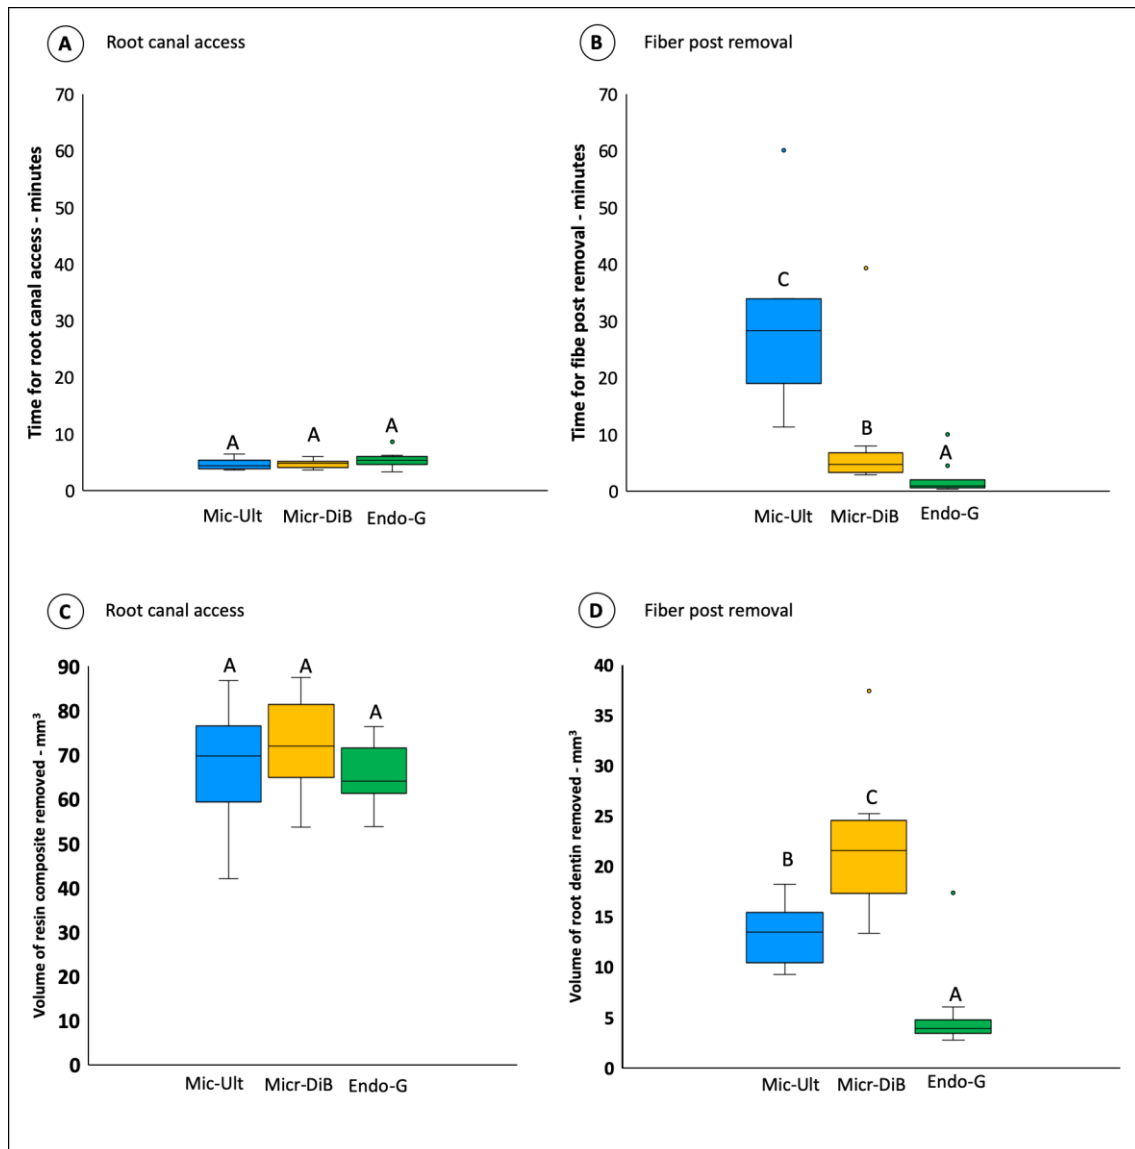 A Root canal access
Time for root canal access - minutes
70
60
50
40
30
20
10
0
A
A
A
Mic-Ult
Micr-DiB
Endo-G
B Fiber post removal
Time for fibe post removal - minutes
70
60
50
40
30
20
10
0
C
B
A
Mic-Ult
Micr-DiB
Endo-G
C Root canal access
Volume of resin composite removed - mm³
90
80
70
60
50
40
30
20
10
0
A
A
A
Mic-Ult
Micr-DiB
Endo-G
D Fiber post removal
Volume of root dentin removed - mm³
40
35
30
25
20
15
10
5
0
B
C
A
Mic-Ult
Micr-DiB
Endo-G